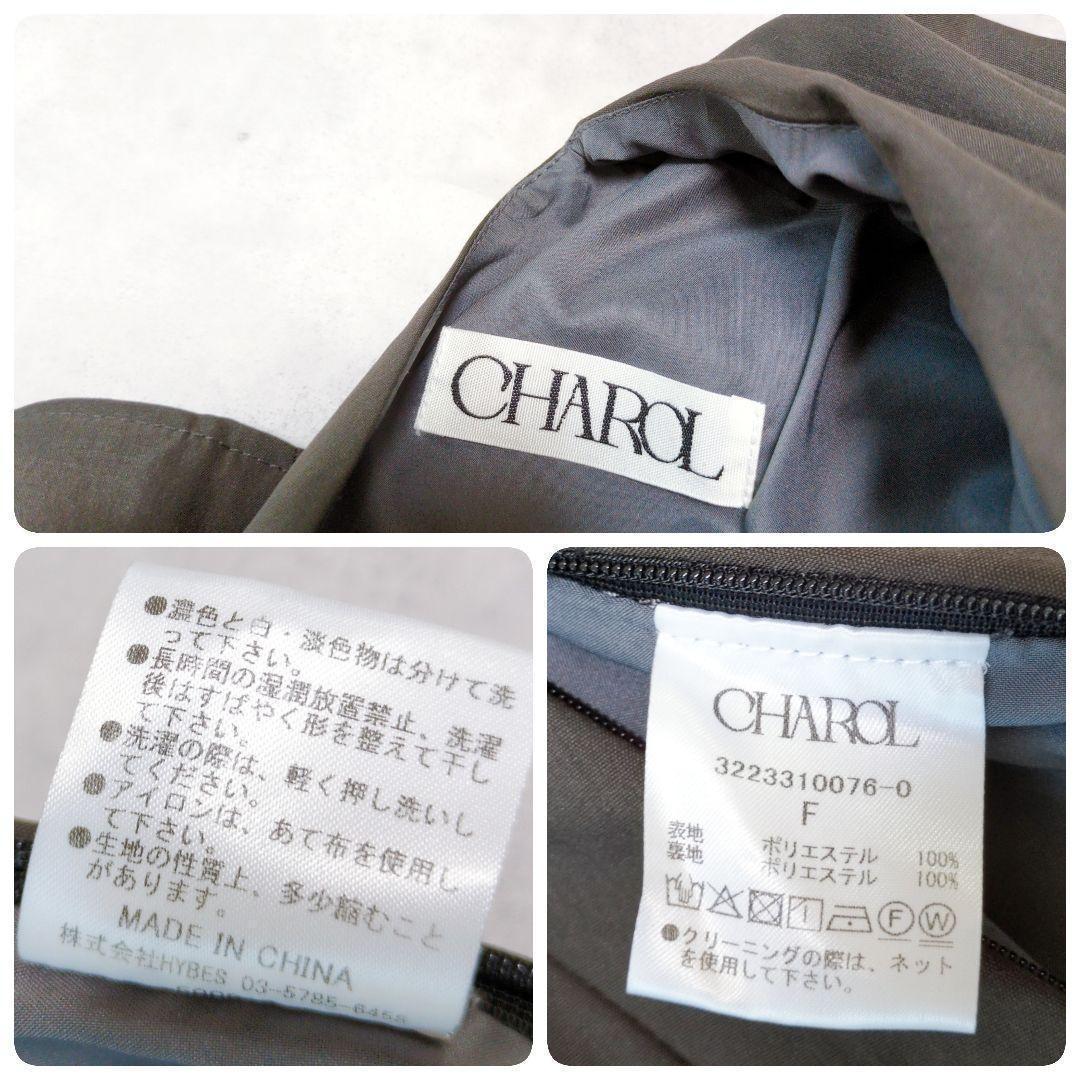 CHAROL
●濃色と白・淡色物は分けて洗
って下さい。
●長時間の湿潤放置禁止、洗濯
後はすばやく形を整えて干し
て下さい。
●洗濯の際は、軽く押し洗いし
てください。
●アイロンは、あて布を使用し
て下さい。
●生地の性質上、多少縮むこと
があります。
MADE IN CHINA
株式会社HYBES 03-5785-6458
CHAROL
3223310076-0
F
表地 ポリエステル 100%
裏地 ポリエステル 100%
F W
●クリーニングの際は、ネット
を使用して下さい。